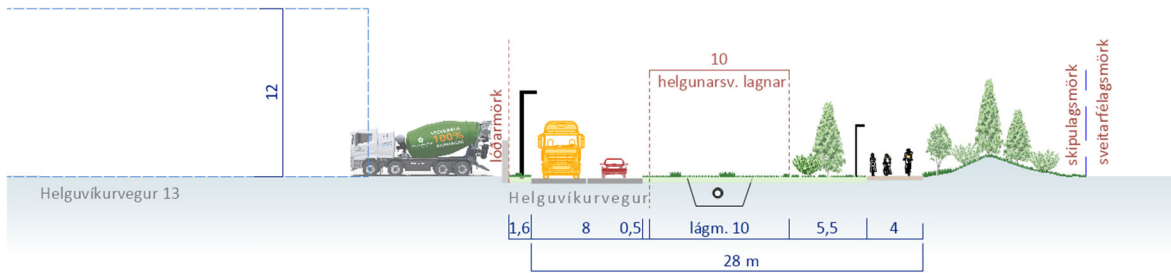 12
Helguvíkurvegur 13
100%
lóðarmörk
10
helgunarsv. lagnar
skipulagsmörk
sveitarfélagsmörk
Helguvíkurvegur
1,6
8
0,5
lágm. 10
5,5
4
28 m